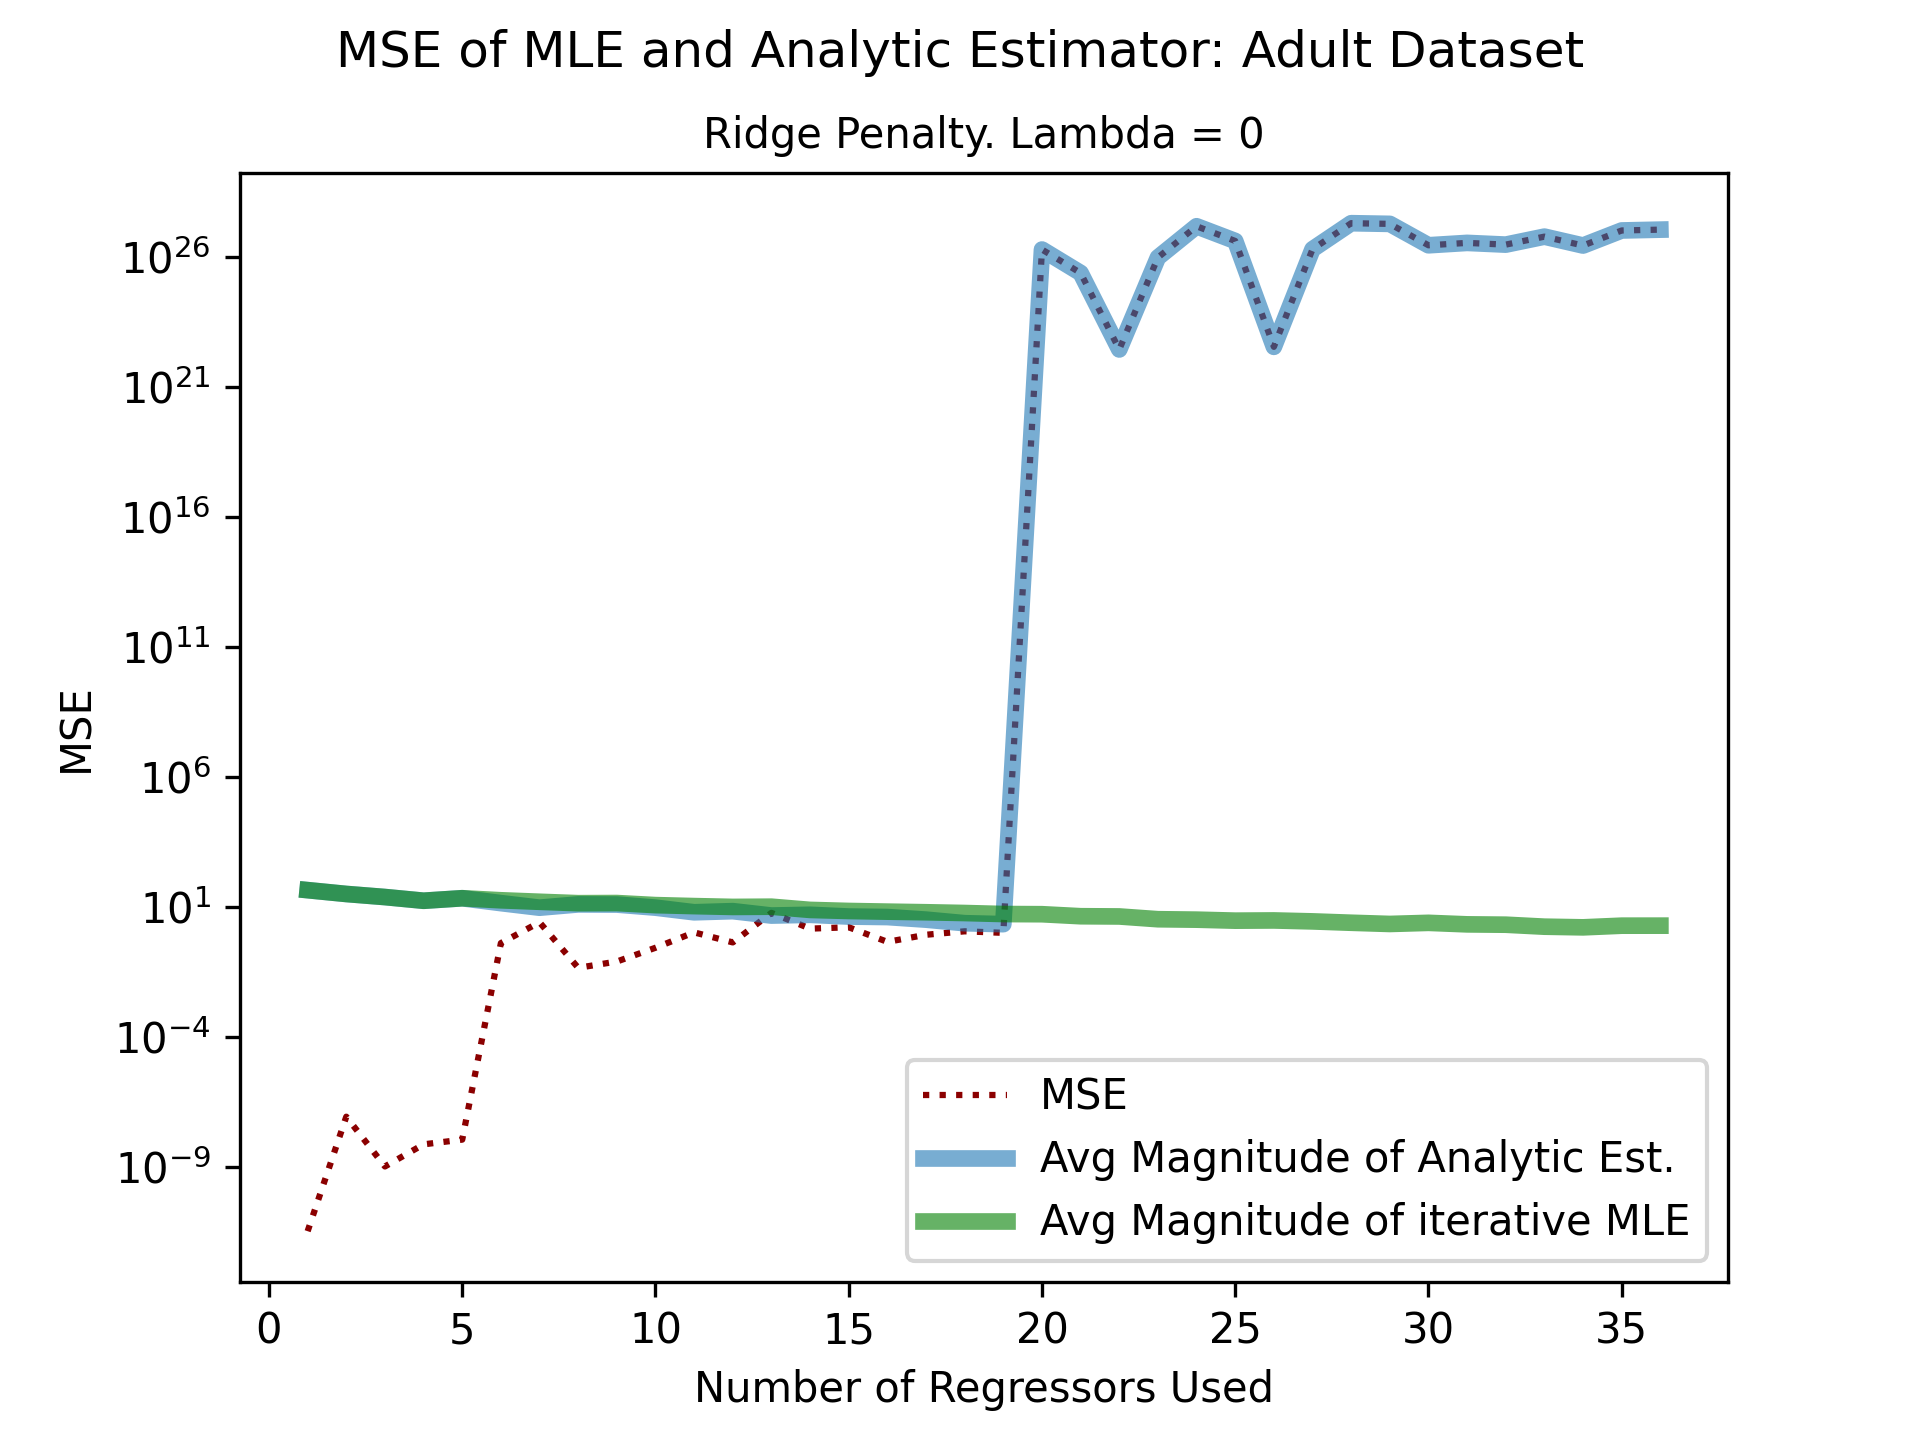 MSE of MLE and Analytic Estimator: Adult Dataset
Ridge Penalty. Lambda = 0
10^26
10^21
10^16
10^11
10^6
10^1
10^−4
10^−9
MSE
MSE
Avg Magnitude of Analytic Est.
Avg Magnitude of iterative MLE
0 5 10 15 20 25 30 35
Number of Regressors Used